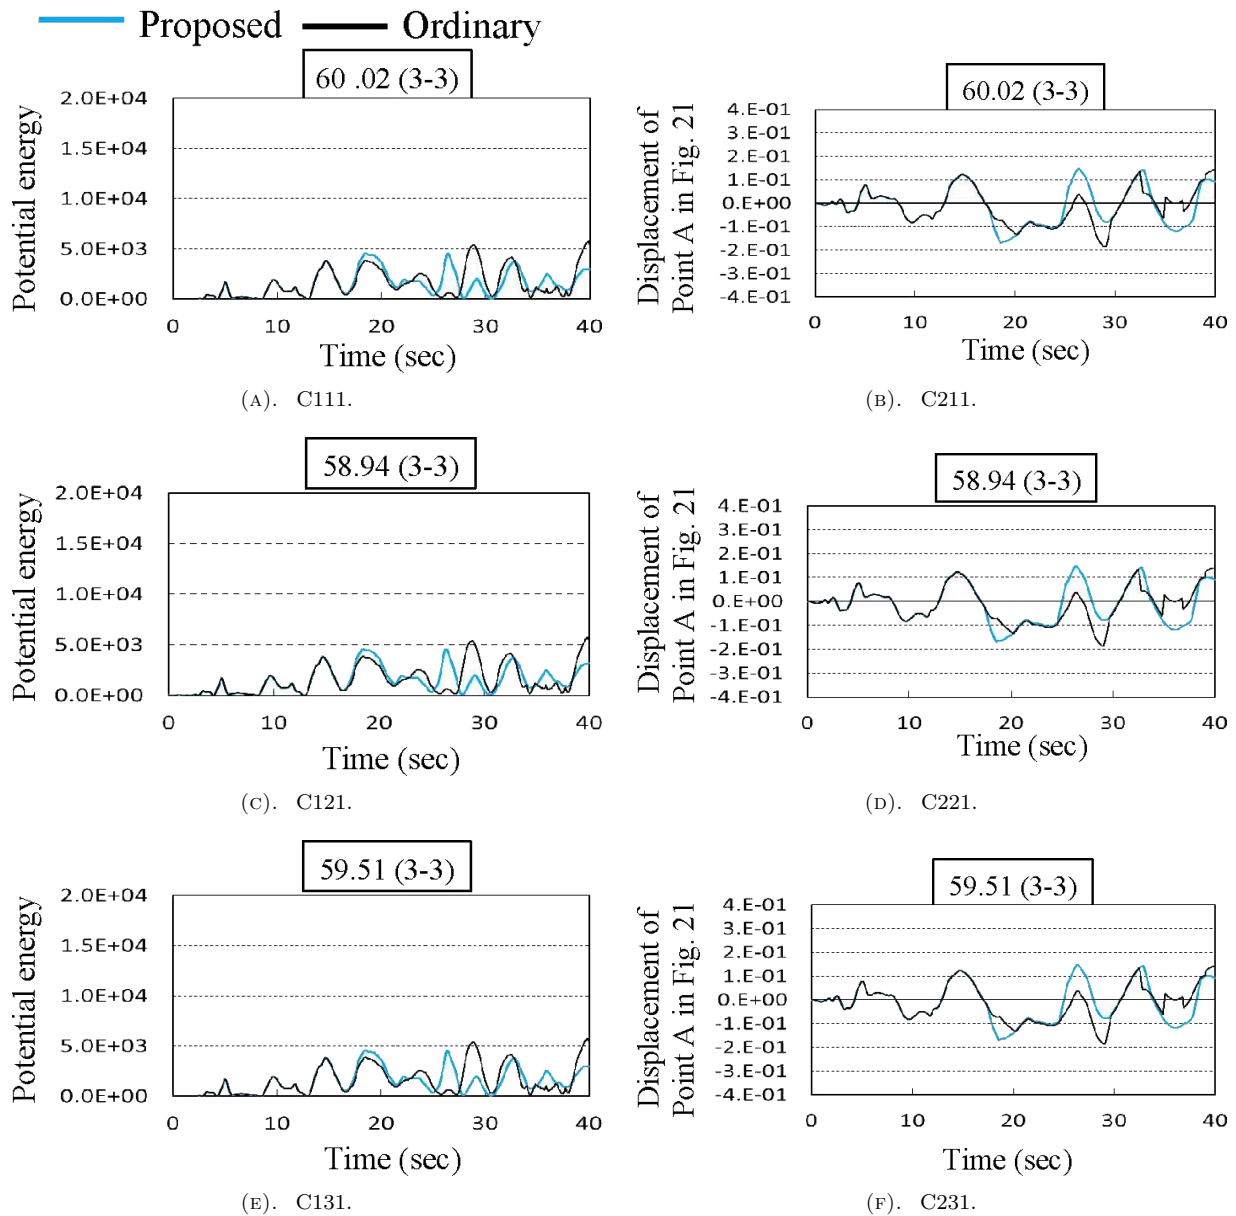 Proposed Ordinary
60 .02 (3-3)
Potential energy
2.0E+04
1.5E+04
1.0E+04
5.0E+03
0.0E+00
0 10 20 30 40
Time (sec)
(A). C111.
60.02 (3-3)
Displacement of
Point A in Fig. 21
4.E-01
3.E-01
2.E-01
1.E-01
0.E+00
-1.E-01
-2.E-01
-3.E-01
-4.E-01
0 10 20 30 40
Time (sec)
(B). C211.
58.94 (3-3)
Potential energy
2.0E+04
1.5E+04
1.0E+04
5.0E+03
0.0E+00
0 10 20 30 40
Time (sec)
(C). C121.
58.94 (3-3)
Displacement of
Point A in Fig. 21
4.E-01
3.E-01
2.E-01
1.E-01
0.E+00
-1.E-01
-2.E-01
-3.E-01
-4.E-01
0 10 20 30 40
Time (sec)
(D). C221.
59.51 (3-3)
Potential energy
2.0E+04
1.5E+04
1.0E+04
5.0E+03
0.0E+00
0 10 20 30 40
Time (sec)
(E). C131.
59.51 (3-3)
Displacement of
Point A in Fig. 21
4.E-01
3.E-01
2.E-01
1.E-01
0.E+00
-1.E-01
-2.E-01
-3.E-01
-4.E-01
0 10 20 30 40
Time (sec)
(F). C231.